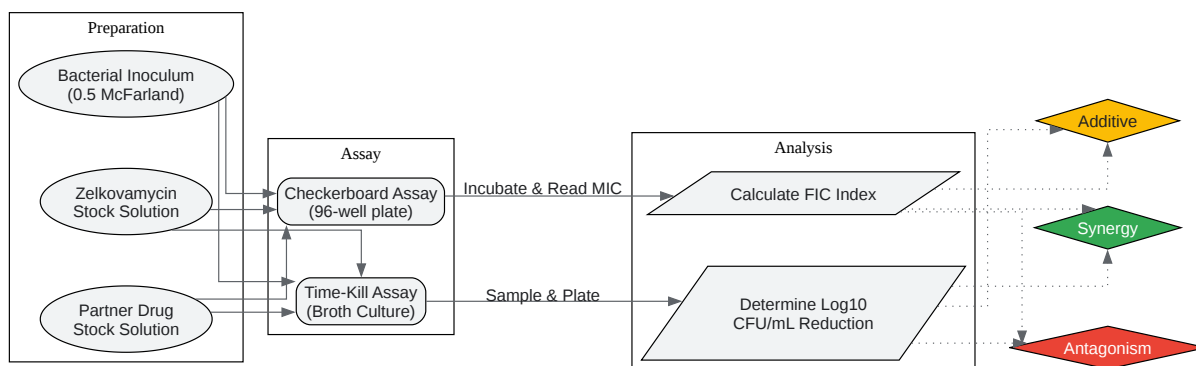 Preparation
Bacterial Inoculum
(0.5 McFarland)
Zelkovamycin
Stock Solution
Partner Drug
Stock Solution
Assay
Checkerboard Assay
(96-well plate)
Time-Kill Assay
(Broth Culture)
Incubate & Read MIC
Sample & Plate
Analysis
Calculate FIC Index
Determine Log10
CFU/mL Reduction
Additive
Synergy
Antagonism